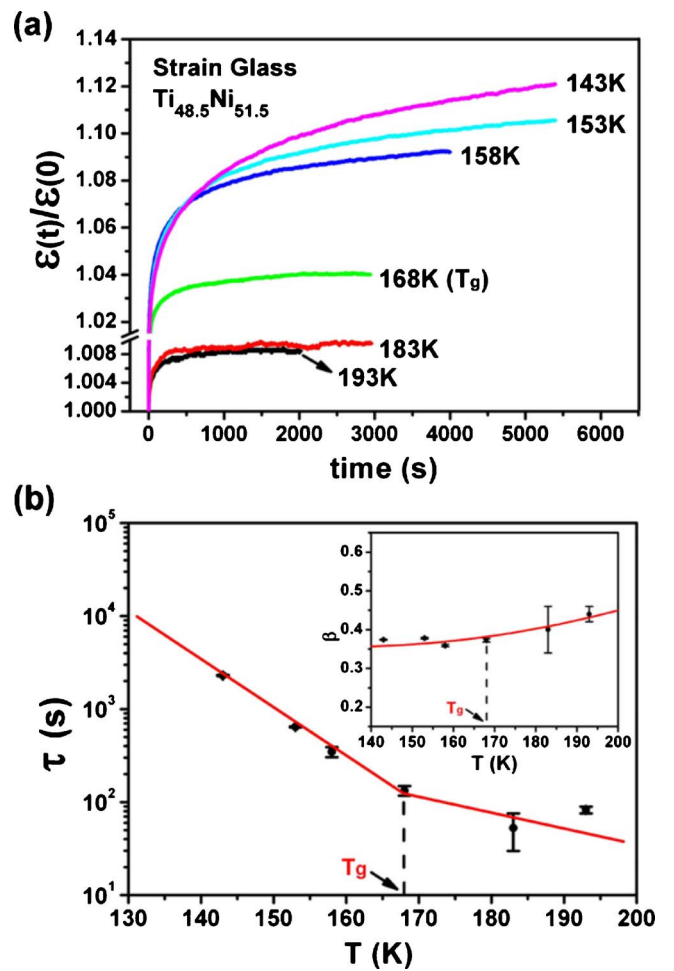 (a)
1.14
1.12
1.10
1.08
1.06
1.04
1.02
1.008
1.004
1.000
ε(t)/ε(0)
Strain Glass
Ti48.5Ni51.5
143K
153K
158K
168K (Tg)
183K
193K
0 1000 2000 3000 4000 5000 6000
time (s)
(b)
10^5
10^4
10^3
10^2
10^1
τ (s)
0.6
0.5
0.4
0.3
0.2
β
Tg
140 150 160 170 180 190 200
T (K)
Tg
130 140 150 160 170 180 190 200
T (K)